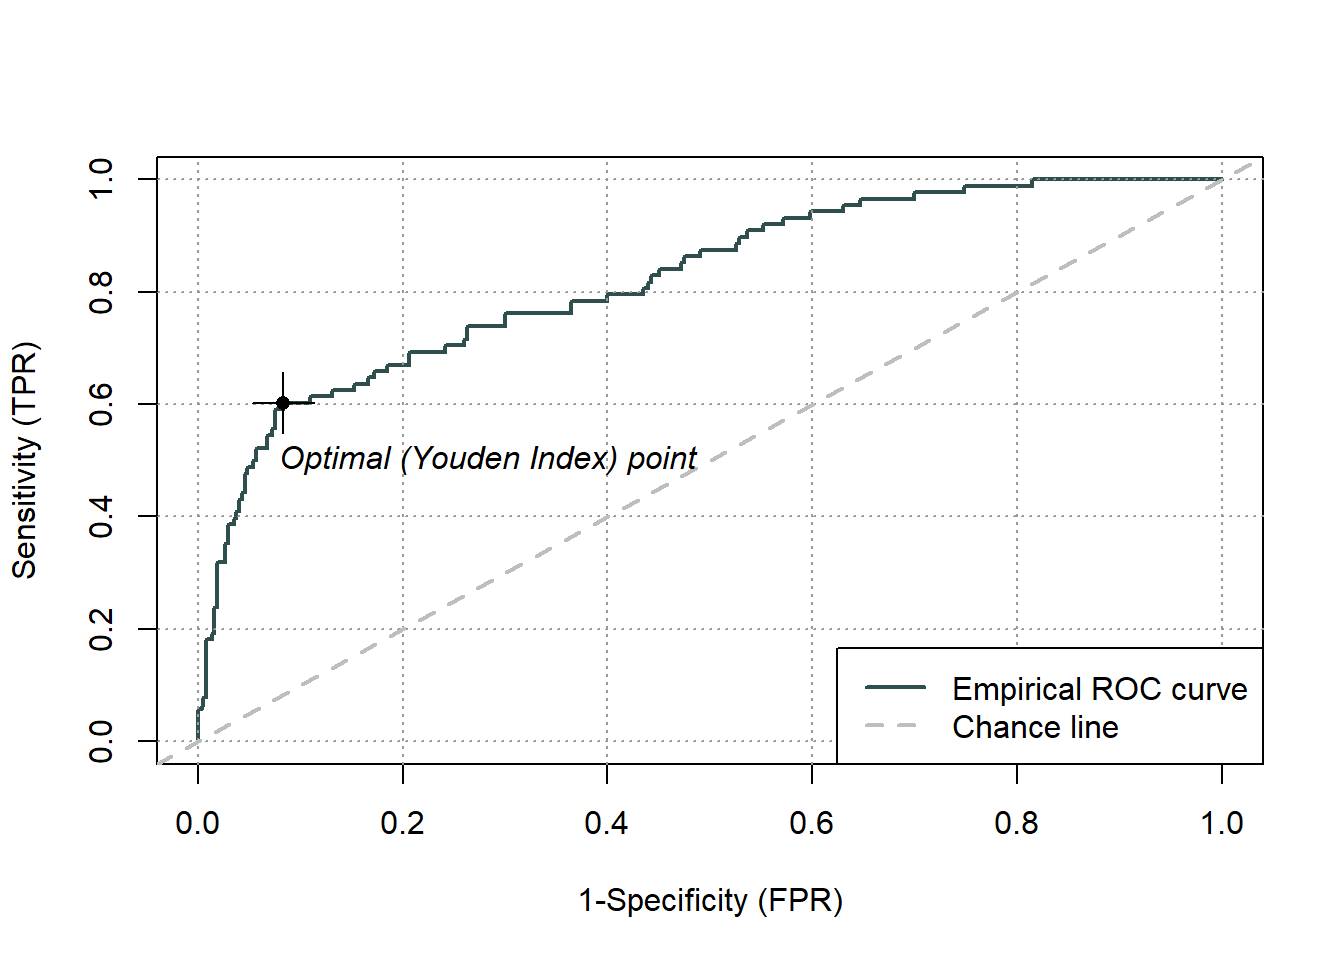 1.0
0.8
0.6
0.4
0.2
0.0
Sensitivity (TPR)
Optimal (Youden Index) point
Empirical ROC curve
Chance line
0.0 0.2 0.4 0.6 0.8 1.0
1-Specificity (FPR)